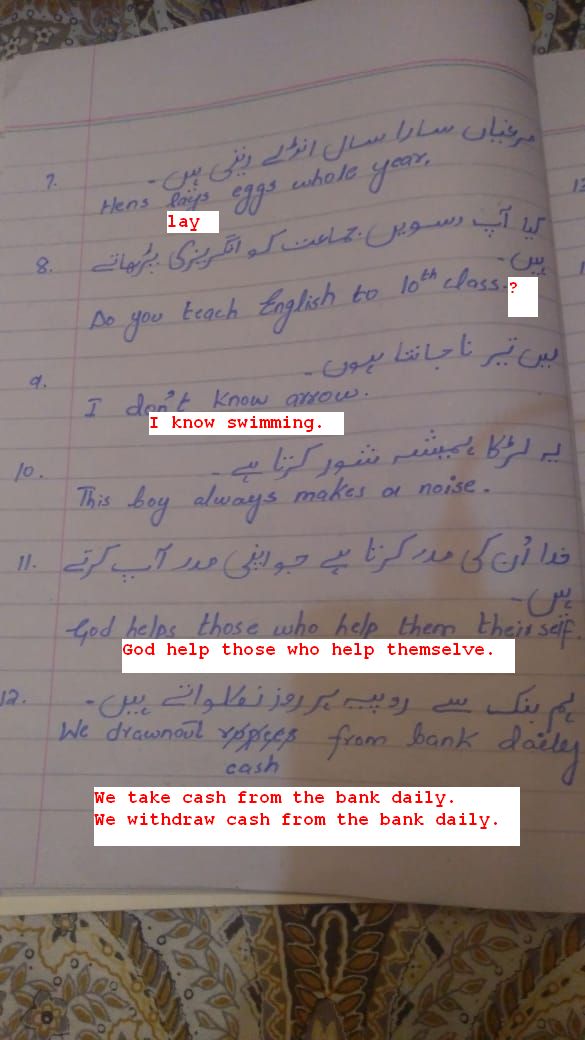 7. مرغیاں سارا سال انڈے دیتی ہیں۔
Hens lays eggs whole year.
lay
8. کیا آپ دسویں جماعت کو انگریزی پڑھاتے
ہیں۔
Do you teach English to 10th class.
?
9. میں تیرنا جانتا ہوں۔
I don't know arrow.
I know swimming.
10. یہ لڑکا ہمیشہ شور کرتا ہے۔
This boy always makes a noise.
11. خدا اُن کی مدد کرتا ہے جو اپنی مدد آپ کرتے
ہیں۔
God helps those who help them theirself.
God help those who help themselve.
12. ہم بنک سے روپیہ ہر روز نکلواتے ہیں۔
We drawnout rupees from bank daily
cash
We take cash from the bank daily.
We withdraw cash from the bank daily.